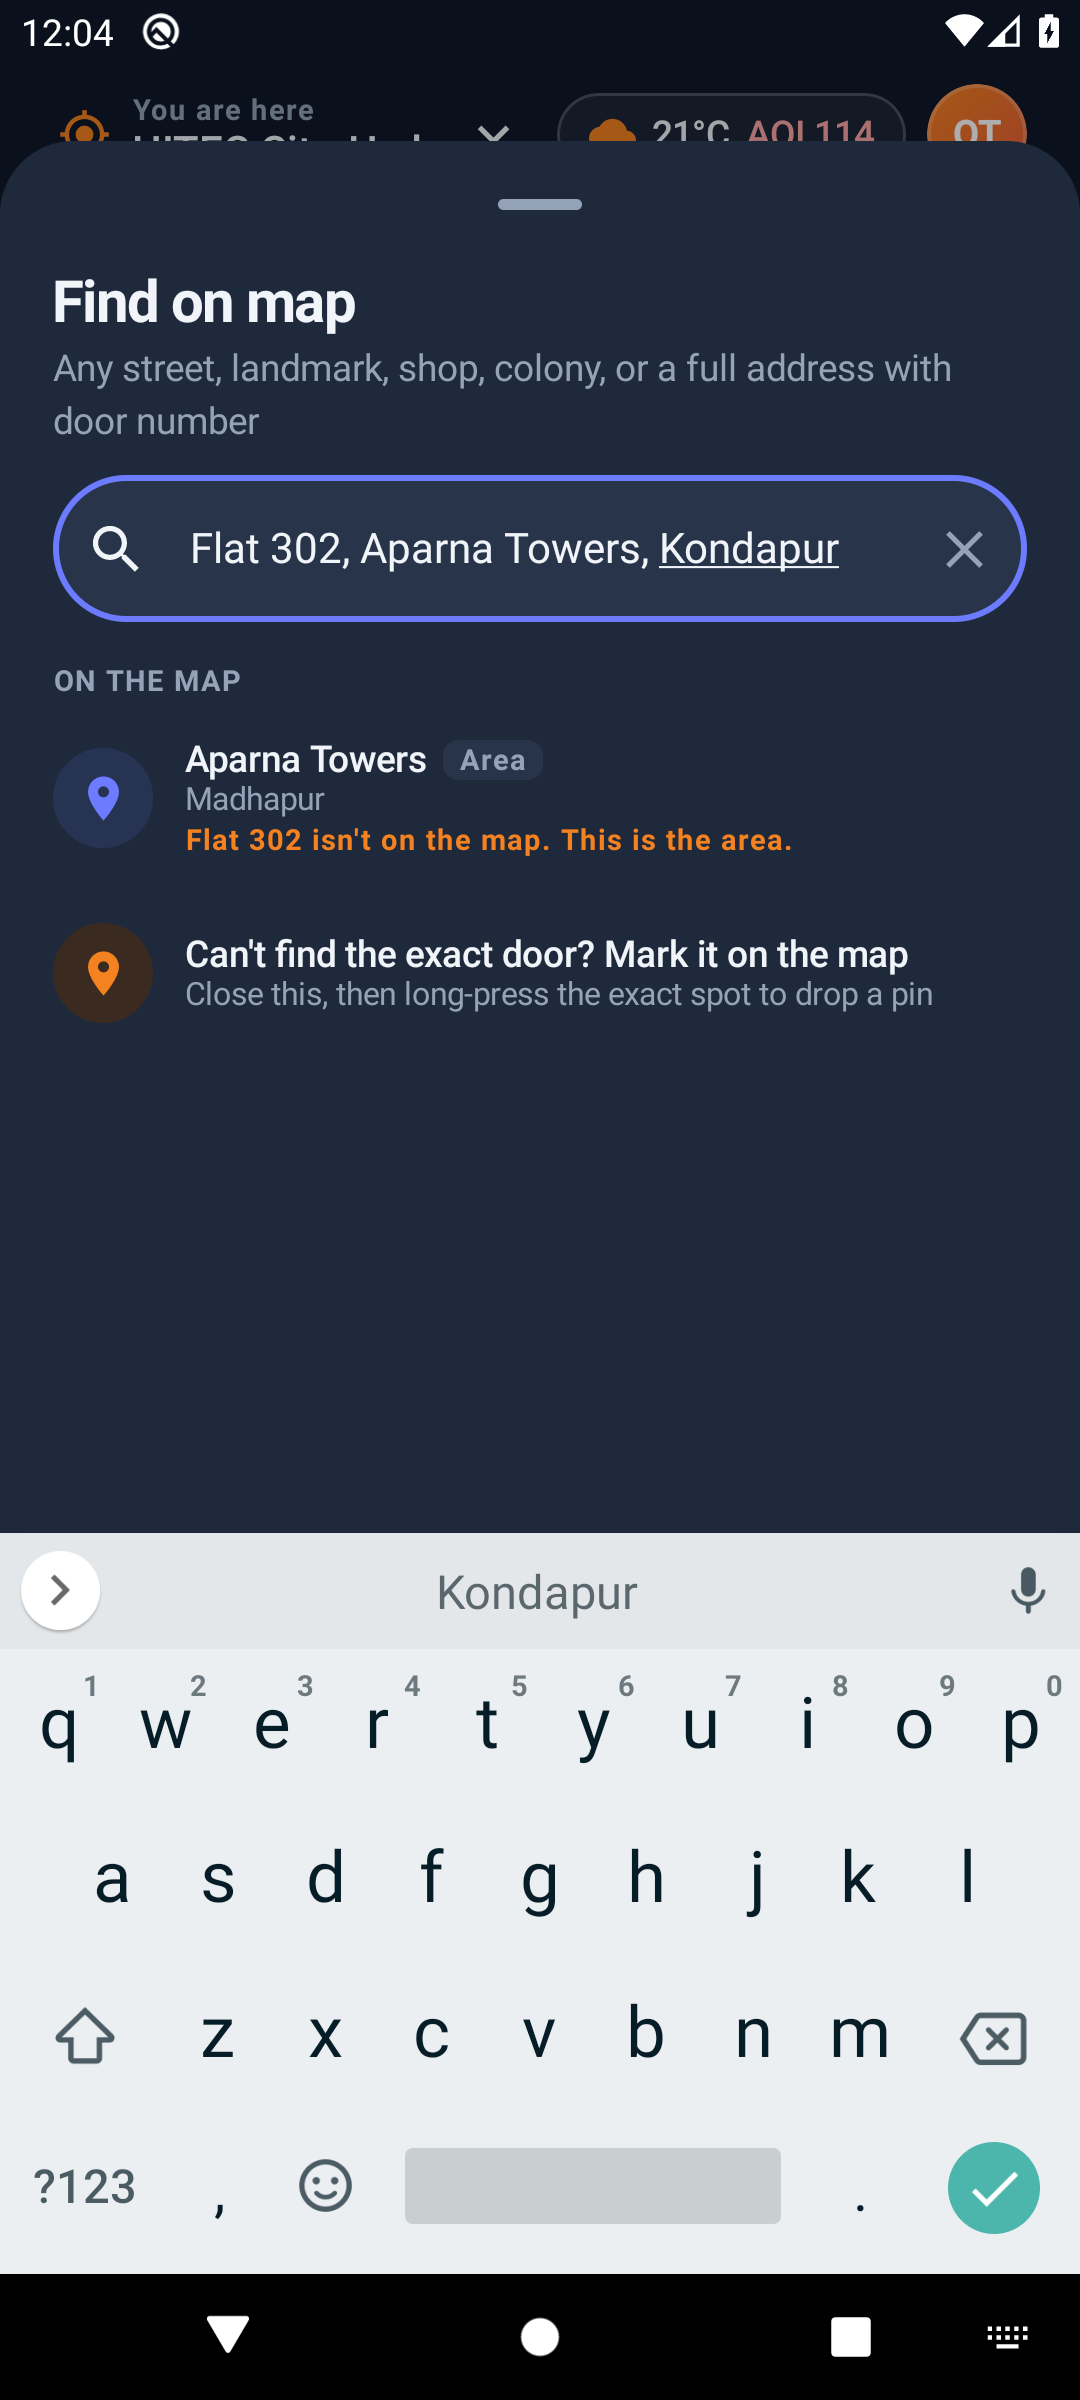 12:04
You are here
21°C AQI 114
OT
Find on map
Any street, landmark, shop, colony, or a full address with
door number
Flat 302, Aparna Towers, Kondapur
ON THE MAP
Aparna Towers Area
Madhapur
Flat 302 isn't on the map. This is the area.
Can't find the exact door? Mark it on the map
Close this, then long-press the exact spot to drop a pin
Kondapur
1 2 3 4 5 6 7 8 9 0
q w e r t y u i o p
a s d f g h j k l
z x c v b n m
?123 , .